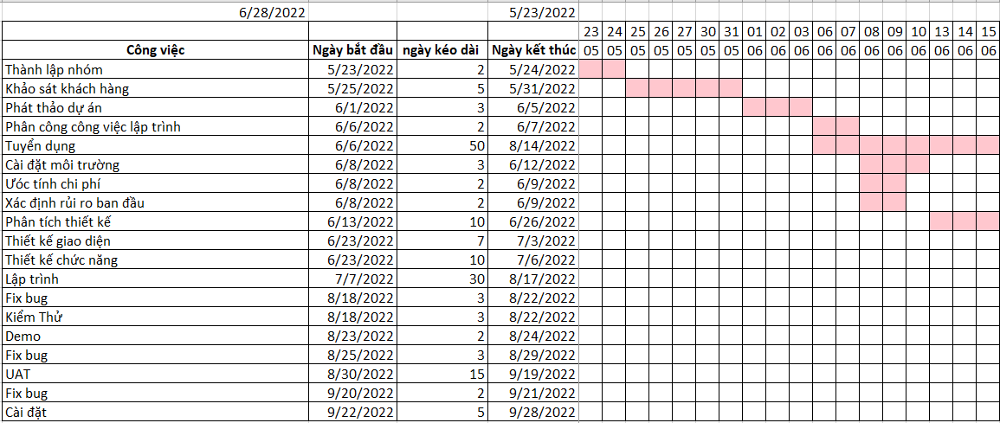 6/28/2022 5/23/2022
23 24 25 26 27 30 31 01 02 03 06 07 08 09 10 13 14 15
Công việc Ngày bắt đầu ngày kéo dài Ngày kết thúc 05 05 05 05 05 05 05 06 06 06 06 06 06 06 06 06 06 06
Thành lập nhóm 5/23/2022 2 5/24/2022
Khảo sát khách hàng 5/25/2022 5 5/31/2022
Phát thảo dự án 6/1/2022 3 6/5/2022
Phân công công việc lập trình 6/6/2022 2 6/7/2022
Tuyển dụng 6/6/2022 50 8/14/2022
Cài đặt môi trường 6/8/2022 3 6/12/2022
Ước tính chi phí 6/8/2022 2 6/9/2022
Xác định rủi ro ban đầu 6/8/2022 2 6/9/2022
Phân tích thiết kế 6/13/2022 10 6/26/2022
Thiết kế giao diện 6/23/2022 7 7/3/2022
Thiết kế chức năng 6/23/2022 10 7/6/2022
Lập trình 7/7/2022 30 8/17/2022
Fix bug 8/18/2022 3 8/22/2022
Kiểm Thử 8/18/2022 3 8/22/2022
Demo 8/23/2022 2 8/24/2022
Fix bug 8/25/2022 3 8/29/2022
UAT 8/30/2022 15 9/19/2022
Fix bug 9/20/2022 2 9/21/2022
Cài đặt 9/22/2022 5 9/28/2022